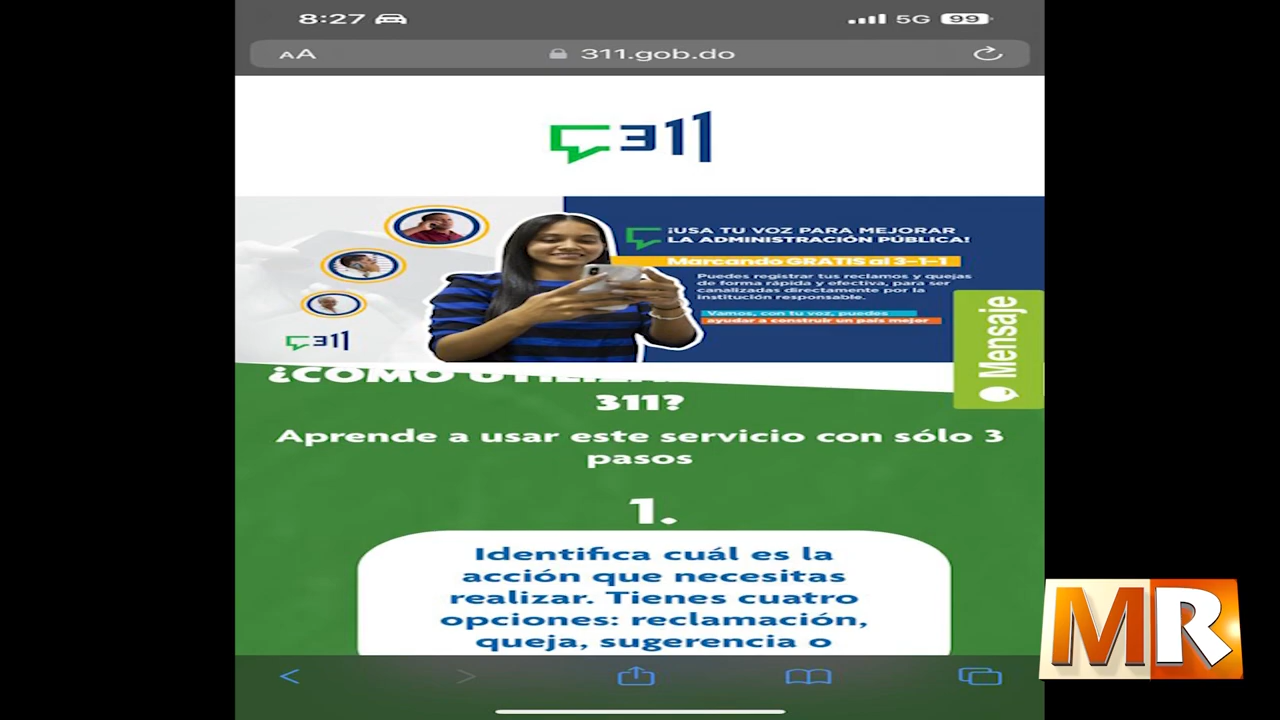 8:27
5G 99
AA 311.gob.do
311
¡USA TU VOZ PARA MEJORAR
LA ADMINISTRACIÓN PÚBLICA!
Marcando GRATIS al 3-1-1
Puedes registrar tus reclamos y quejas
de forma rápida y efectiva, para ser
canalizadas directamente por la
institución responsable.
Vamos, con tu voz, puedes
ayudar a construir un país mejor
311
Mensaje
¿COMO
311?
Aprende a usar este servicio con sólo 3
pasos
1.
Identifica cuál es la
acción que necesitas
realizar. Tienes cuatro
opciones: reclamación,
queja, sugerencia o
MR